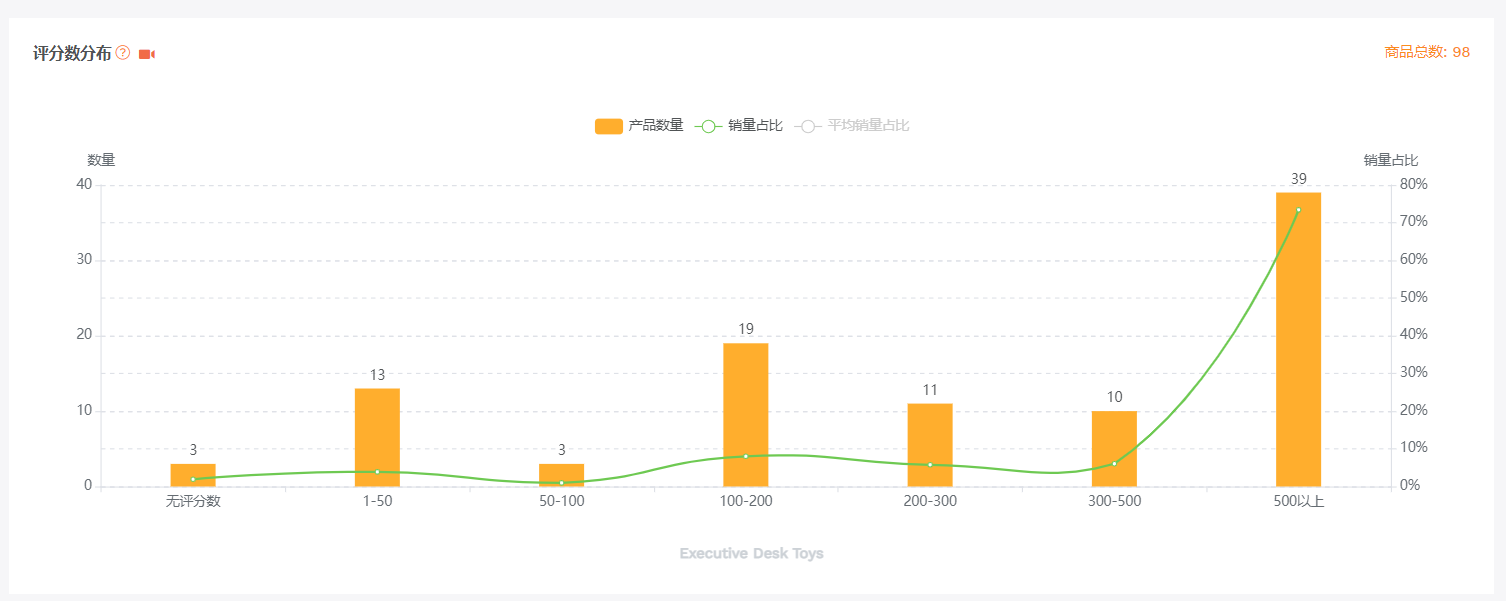 评分数分布 ?
商品总数: 98
产品数量 销量占比 平均销量占比
数量 销量占比
40 39 80%
70%
30 60%
50%
20 19 40%
13 30%
10 11 10 20%
3 3 10%
0 0%
无评分数 1-50 50-100 100-200 200-300 300-500 500以上
Executive Desk Toys